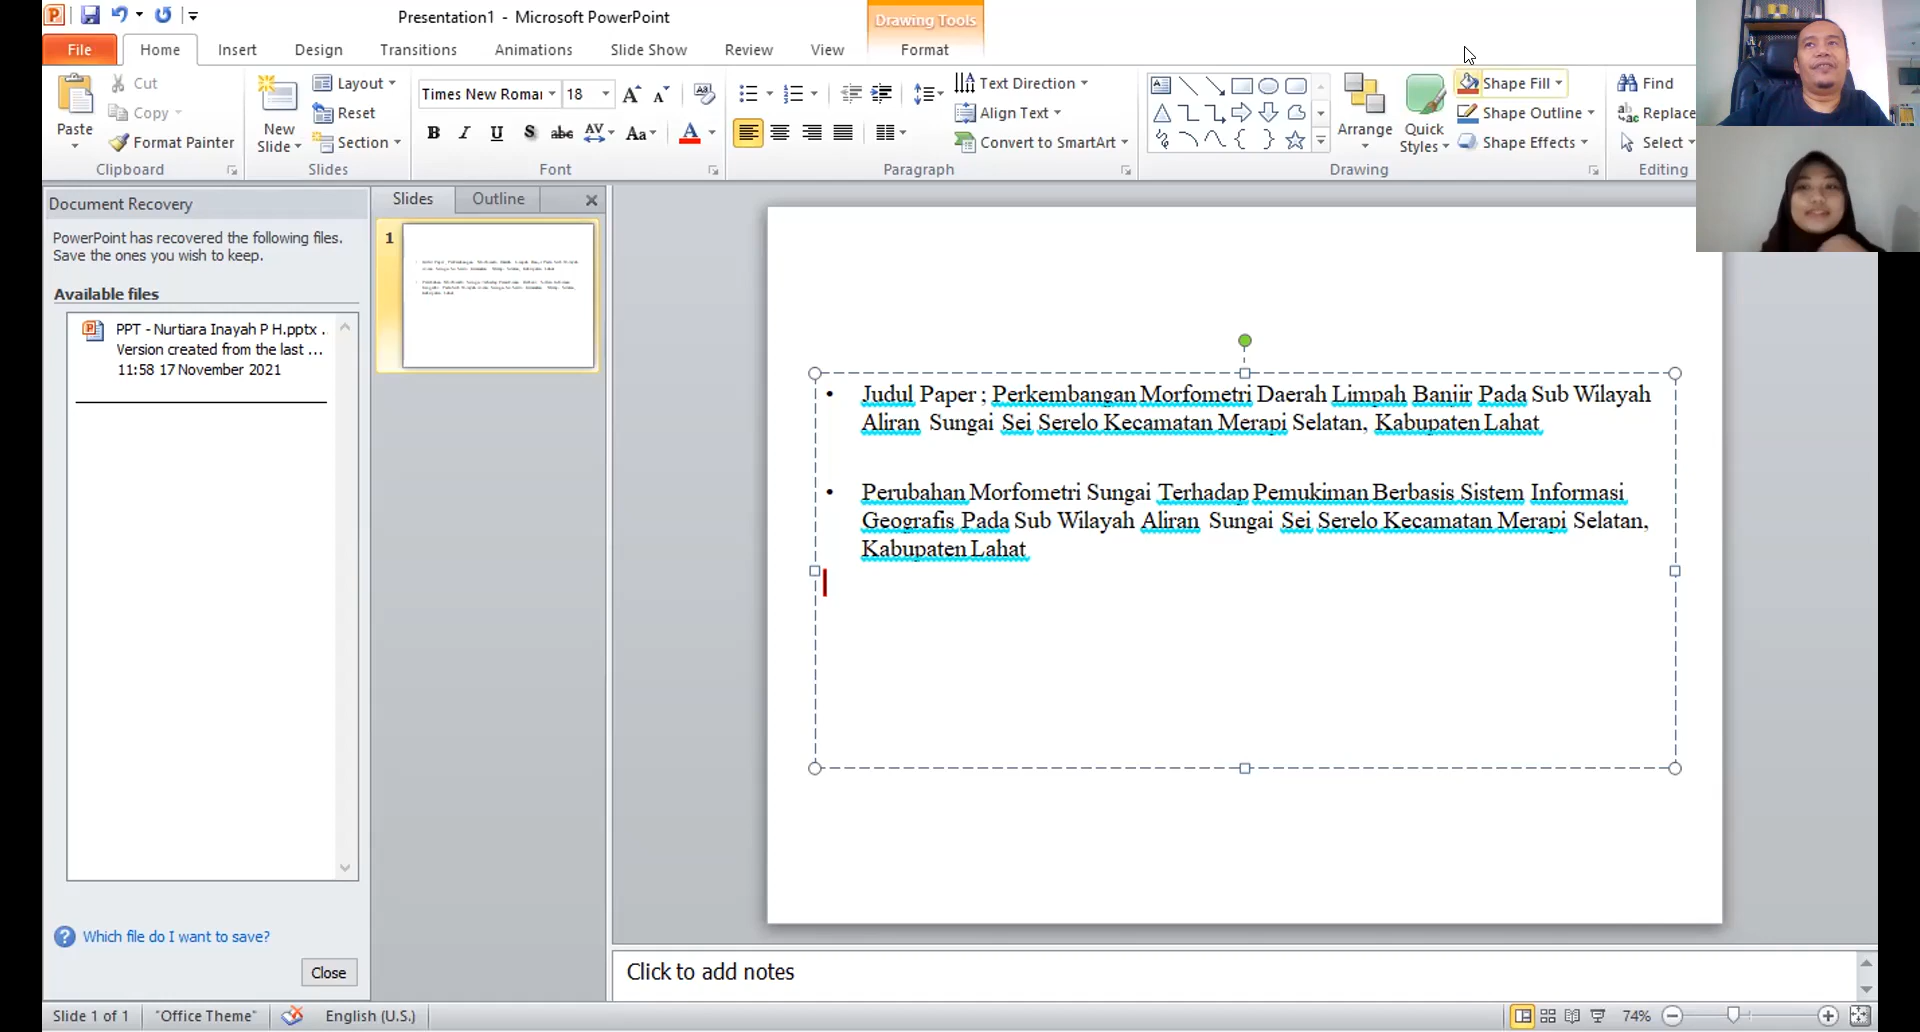 Presentation1 - Microsoft PowerPoint
Drawing Tools
File Home Insert Design Transitions Animations Slide Show Review View Format
Paste
Cut
Copy
Format Painter
Clipboard
New Slide
Layout
Reset
Section
Slides
Times New Roman 18
Font
Text Direction
Align Text
Convert to SmartArt
Paragraph
Arrange
Quick Styles
Shape Fill
Shape Outline
Shape Effects
Drawing
Find
Replace
Select
Editing
Document Recovery
PowerPoint has recovered the following files.
Save the ones you wish to keep.
Available files
PPT - Nurtiara Inayah P H.pptx ..
Version created from the last ...
11:58 17 November 2021
Which file do I want to save?
Close
Slides Outline
1
• Judul Paper ; Perkembangan Morfometri Daerah Limpah Banjir Pada Sub Wilayah
Aliran Sungai Sei Serelo Kecamatan Merapi Selatan, Kabupaten Lahat
• Perubahan Morfometri Sungai Terhadap Pemukiman Berbasis Sistem Informasi
Geografis Pada Sub Wilayah Aliran Sungai Sei Serelo Kecamatan Merapi Selatan,
Kabupaten Lahat
Click to add notes
Slide 1 of 1 "Office Theme" English (U.S.) 74%